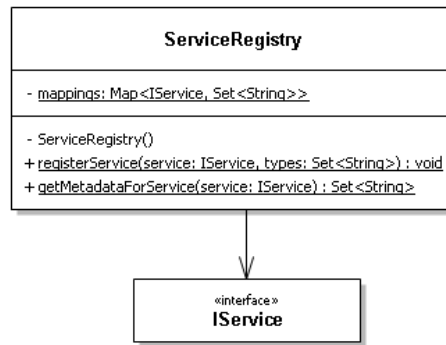 ServiceRegistry
- mappings: Map<IService, Set<String>>
- ServiceRegistry()
+ registerService(service: IService, types: Set<String>) : void
+ getMetadataForService(service: IService) : Set<String>
«interface»
IService